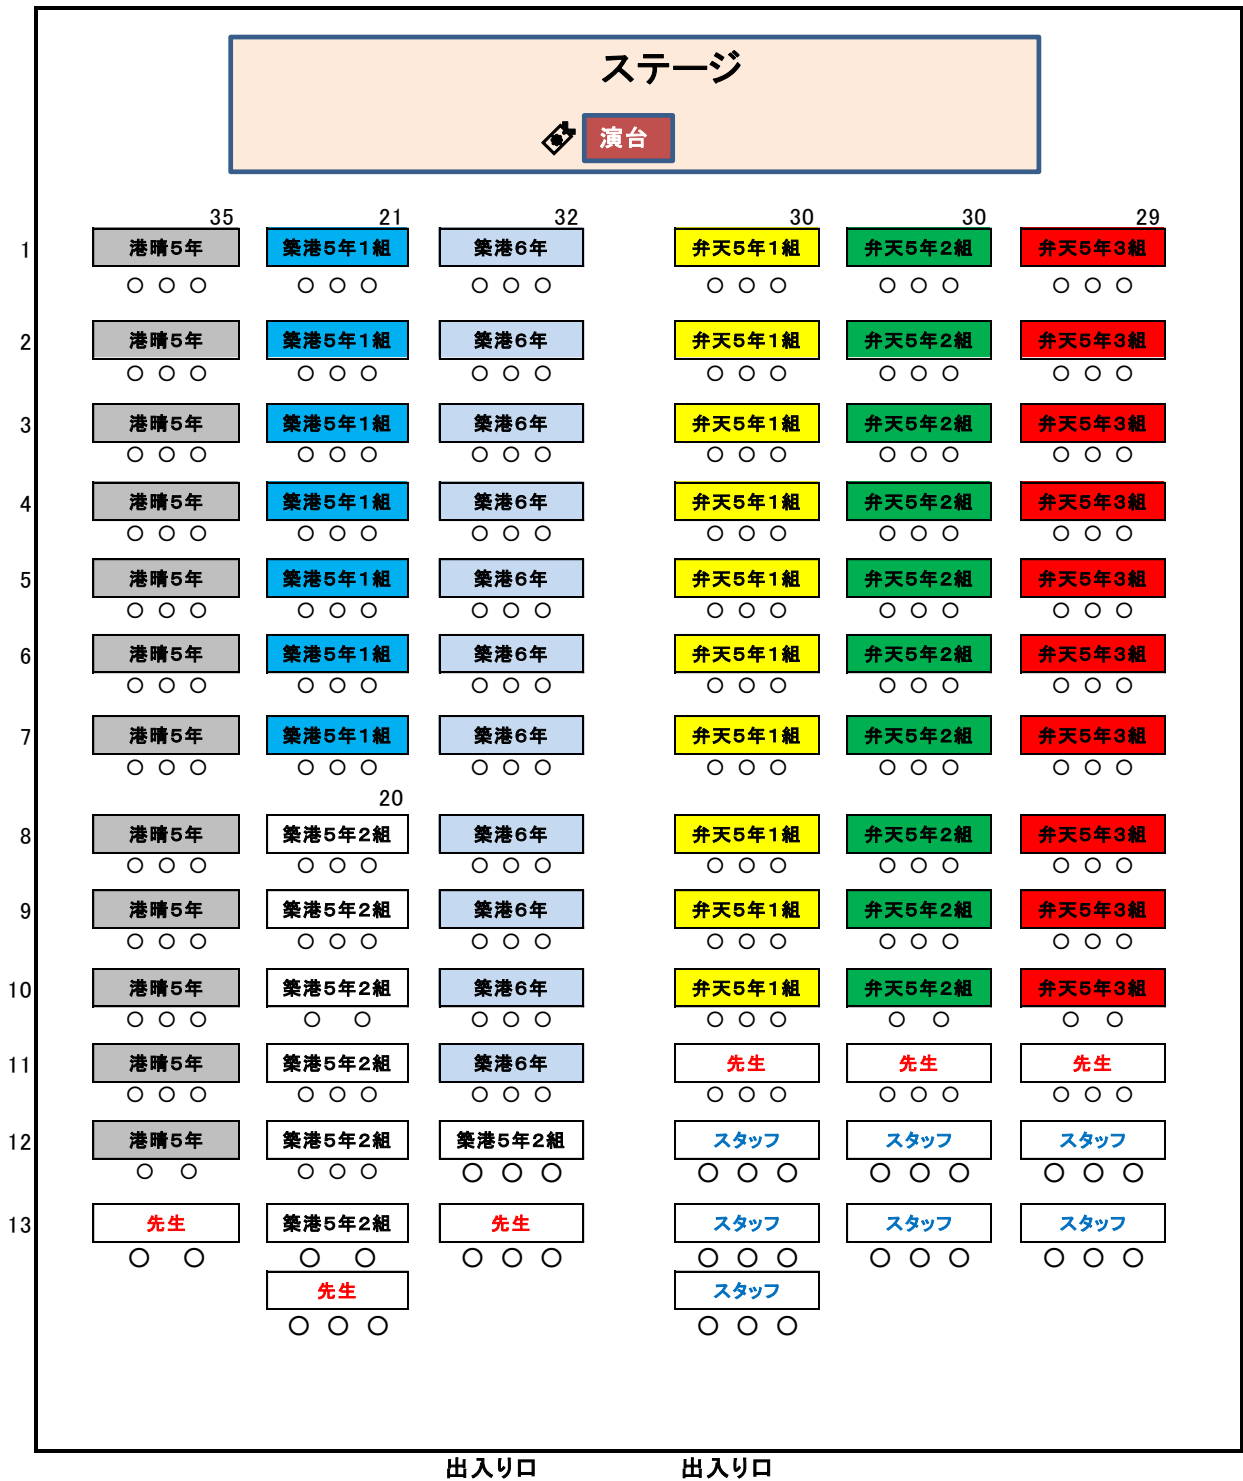 ステージ
演台
35 21 32 30 30 29
1 港晴5年 築港5年1組 築港6年 弁天5年1組 弁天5年2組 弁天5年3組
○ ○ ○ ○ ○ ○ ○ ○ ○ ○ ○ ○ ○ ○ ○ ○ ○ ○
2 港晴5年 築港5年1組 築港6年 弁天5年1組 弁天5年2組 弁天5年3組
○ ○ ○ ○ ○ ○ ○ ○ ○ ○ ○ ○ ○ ○ ○ ○ ○ ○
3 港晴5年 築港5年1組 築港6年 弁天5年1組 弁天5年2組 弁天5年3組
○ ○ ○ ○ ○ ○ ○ ○ ○ ○ ○ ○ ○ ○ ○ ○ ○ ○
4 港晴5年 築港5年1組 築港6年 弁天5年1組 弁天5年2組 弁天5年3組
○ ○ ○ ○ ○ ○ ○ ○ ○ ○ ○ ○ ○ ○ ○ ○ ○ ○
5 港晴5年 築港5年1組 築港6年 弁天5年1組 弁天5年2組 弁天5年3組
○ ○ ○ ○ ○ ○ ○ ○ ○ ○ ○ ○ ○ ○ ○ ○ ○ ○
6 港晴5年 築港5年1組 築港6年 弁天5年1組 弁天5年2組 弁天5年3組
○ ○ ○ ○ ○ ○ ○ ○ ○ ○ ○ ○ ○ ○ ○ ○ ○ ○
7 港晴5年 築港5年1組 築港6年 弁天5年1組 弁天5年2組 弁天5年3組
○ ○ ○ ○ ○ ○ ○ ○ ○ ○ ○ ○ ○ ○ ○ ○ ○ ○
20
8 港晴5年 築港5年2組 築港6年 弁天5年1組 弁天5年2組 弁天5年3組
○ ○ ○ ○ ○ ○ ○ ○ ○ ○ ○ ○ ○ ○ ○ ○ ○ ○
9 港晴5年 築港5年2組 築港6年 弁天5年1組 弁天5年2組 弁天5年3組
○ ○ ○ ○ ○ ○ ○ ○ ○ ○ ○ ○ ○ ○ ○ ○ ○ ○
10 港晴5年 築港5年2組 築港6年 弁天5年1組 弁天5年2組 弁天5年3組
○ ○ ○ ○ ○ ○ ○ ○ ○ ○ ○ ○ ○ ○ ○
11 港晴5年 築港5年2組 築港6年 先生 先生 先生
○ ○ ○ ○ ○ ○ ○ ○ ○ ○ ○ ○ ○ ○ ○ ○ ○ ○
12 港晴5年 築港5年2組 築港5年2組 スタッフ スタッフ スタッフ
○ ○ ○ ○ ○ ○ ○ ○ ○ ○ ○ ○ ○ ○ ○ ○ ○
13 先生 築港5年2組 先生 スタッフ スタッフ スタッフ
○ ○ ○ ○ ○ ○ ○ ○ ○ ○ ○ ○ ○ ○ ○ ○
先生 スタッフ
○ ○ ○ ○ ○ ○
出入り口 出入り口